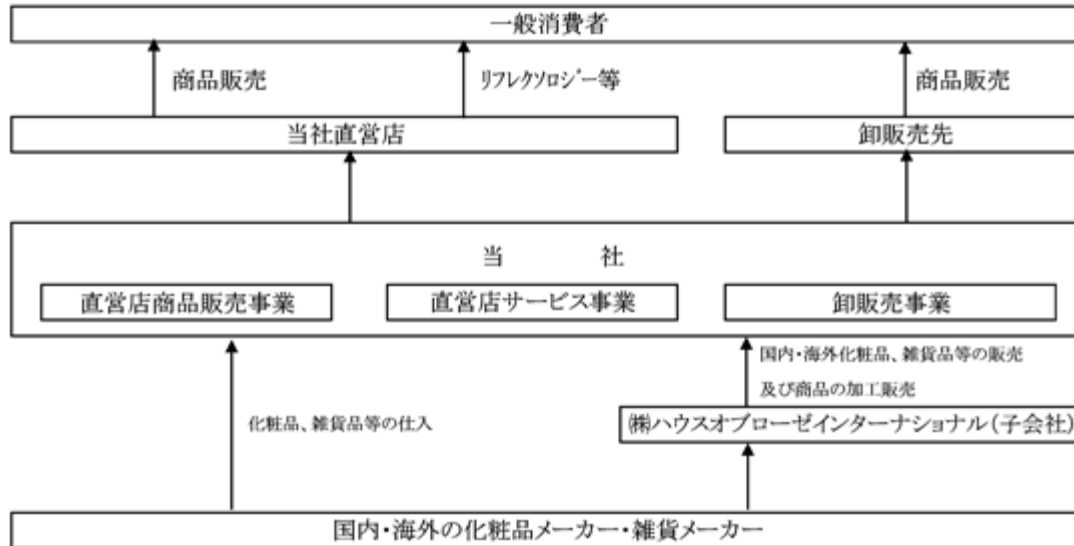 一般消費者
商品販売
リフレクソロジー等
商品販売
当社直営店
卸販売先
当社
直営店商品販売事業
直営店サービス事業
卸販売事業
国内・海外化粧品、雑貨品等の販売
及び商品の加工販売
化粧品、雑貨品等の仕入
㈱ハウスオブローゼインターナショナル(子会社)
国内・海外の化粧品メーカー・雑貨メーカー